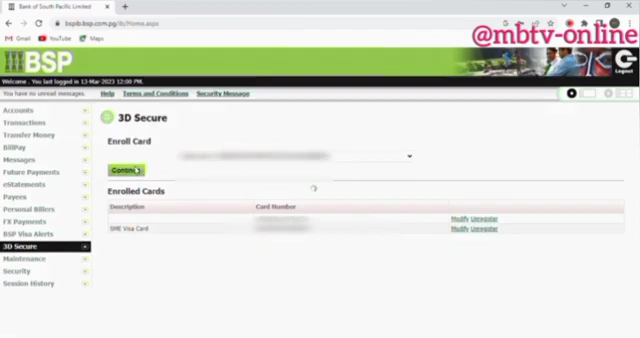 Bank of South Pacific Limited
bspib.bsp.com.pg/ib/Home.aspx
@mbtv-online
Gmail YouTube Maps
BSP
Logout
Welcome . You last logged in 13-Mar-2023 12:00 PM.
You have no unread messages. Help Terms and Conditions Security Message
Accounts
Transactions
Transfer Money
BillPay
Messages
Future Payments
eStatements
Payees
Personal Billers
FX Payments
BSP Visa Alerts
3D Secure
Maintenance
Security
Session History
3D Secure
Enroll Card
Continue
Enrolled Cards
Description Card Number
Modify Unregister
SME Visa Card Modify Unregister